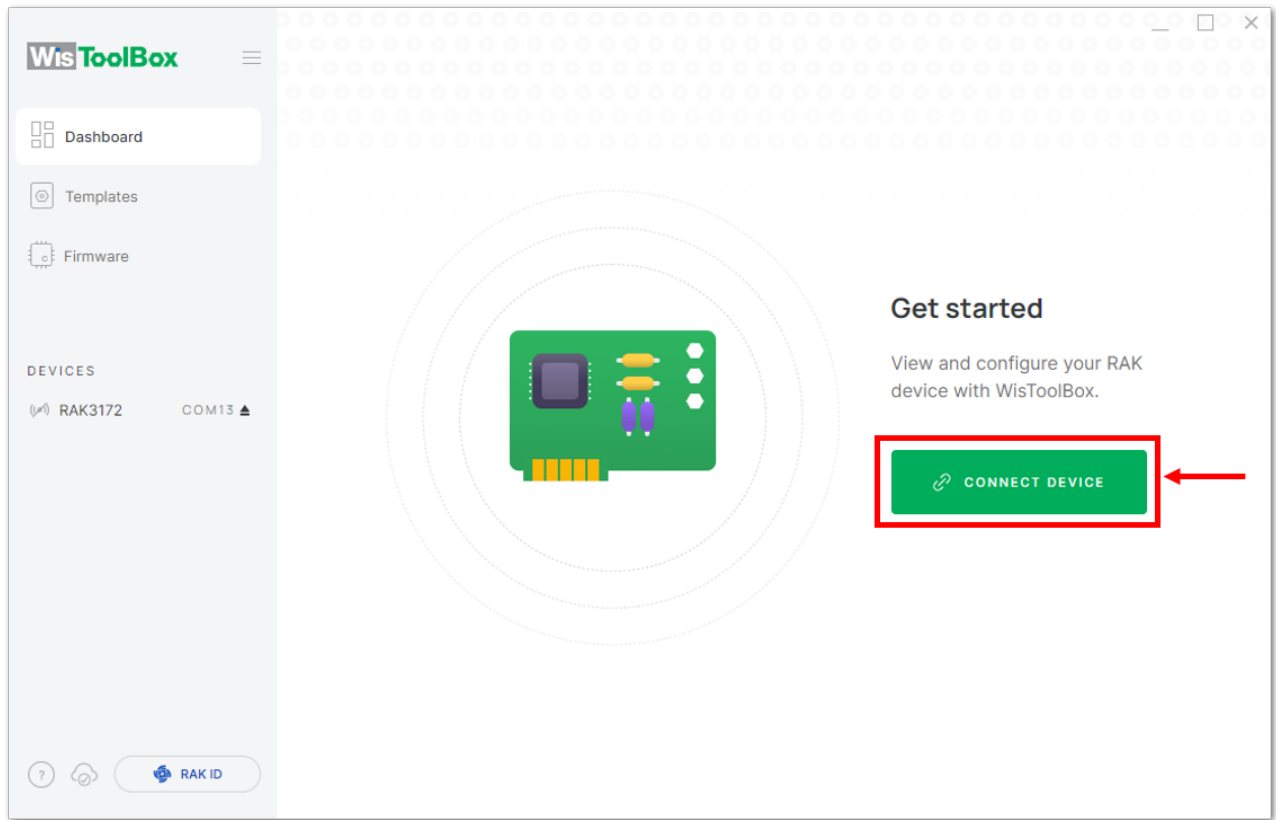 WisToolBox
Dashboard
Templates
Firmware
DEVICES
RAK3172 COM13
? RAK ID
Get started
View and configure your RAK
device with WisToolBox.
CONNECT DEVICE